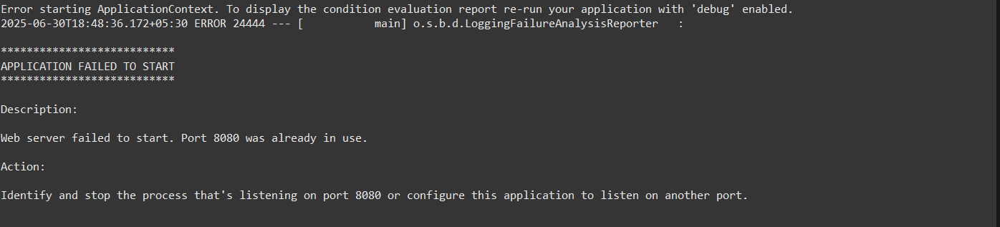 Error starting ApplicationContext. To display the condition evaluation report re-run your application with 'debug' enabled.
2025-06-30T18:48:36.172+05:30 ERROR 24444 --- [           main] o.s.b.d.LoggingFailureAnalysisReporter   :
***************************
APPLICATION FAILED TO START
***************************
Description:
Web server failed to start. Port 8080 was already in use.
Action:
Identify and stop the process that's listening on port 8080 or configure this application to listen on another port.